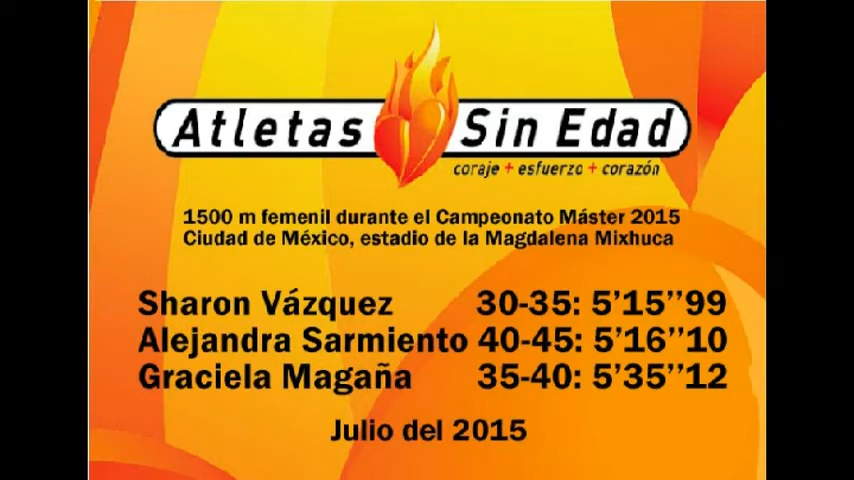 Atletas Sin Edad
coraje + esfuerzo + corazón
1500 m femenil durante el Campeonato Máster 2015
Ciudad de México, estadio de la Magdalena Mixhuca
Sharon Vázquez 30-35: 5’15’’99
Alejandra Sarmiento 40-45: 5’16’’10
Graciela Magaña 35-40: 5’35’’12
Julio del 2015